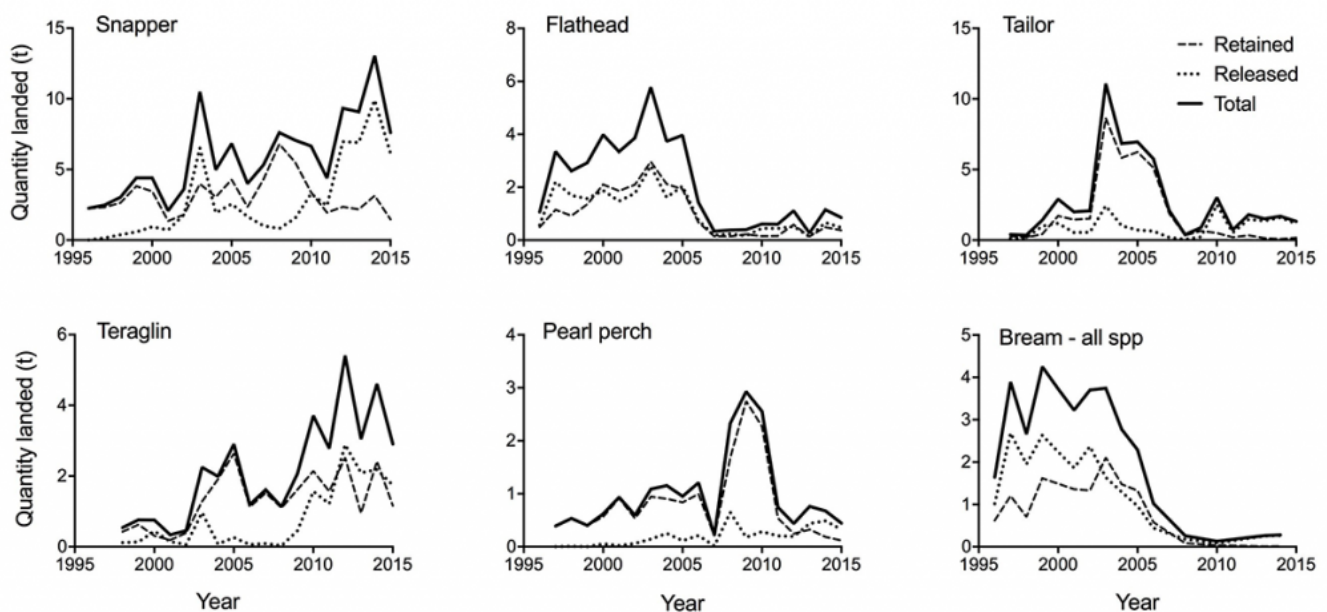 Snapper
Quantity landed (t)
15
10
5
0
1995 2000 2005 2010 2015
Flathead
8
6
4
2
0
1995 2000 2005 2010 2015
Tailor
15
10
5
0
1995 2000 2005 2010 2015
Retained
Released
Total
Teraglin
Quantity landed (t)
6
4
2
0
1995 2000 2005 2010 2015
Year
Pearl perch
4
3
2
1
0
1995 2000 2005 2010 2015
Year
Bream - all spp
5
4
3
2
1
0
1995 2000 2005 2010 2015
Year